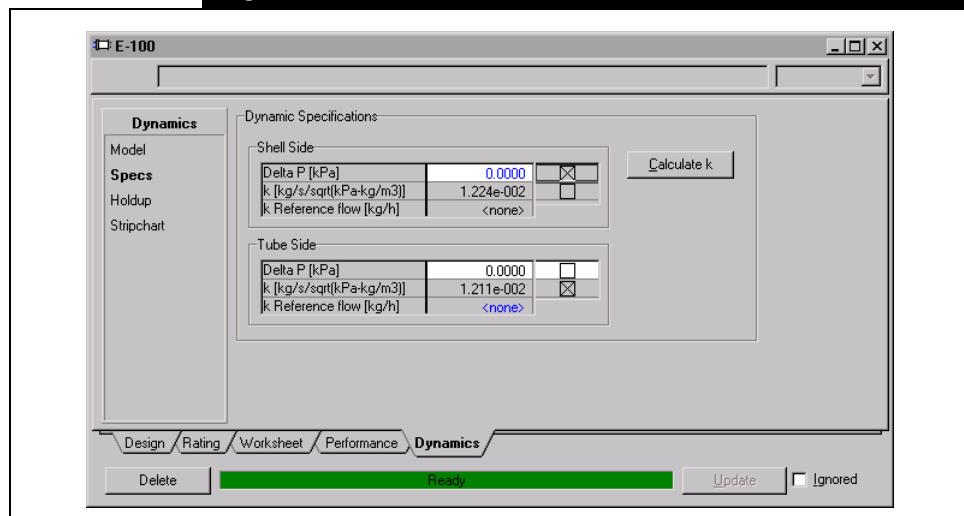 E-100
Dynamics
Model
Specs
Holdup
Stripchart
Dynamic Specifications
Shell Side
Delta P [kPa] 0.0000
k [kg/s/sqrt(kPa-kg/m3)] 1.224e-002
k Reference flow [kg/h] <none>
Calculate k
Tube Side
Delta P [kPa] 0.0000
k [kg/s/sqrt(kPa-kg/m3)] 1.211e-002
k Reference flow [kg/h] <none>
Design Rating Worksheet Performance Dynamics
Delete Ready Update Ignored